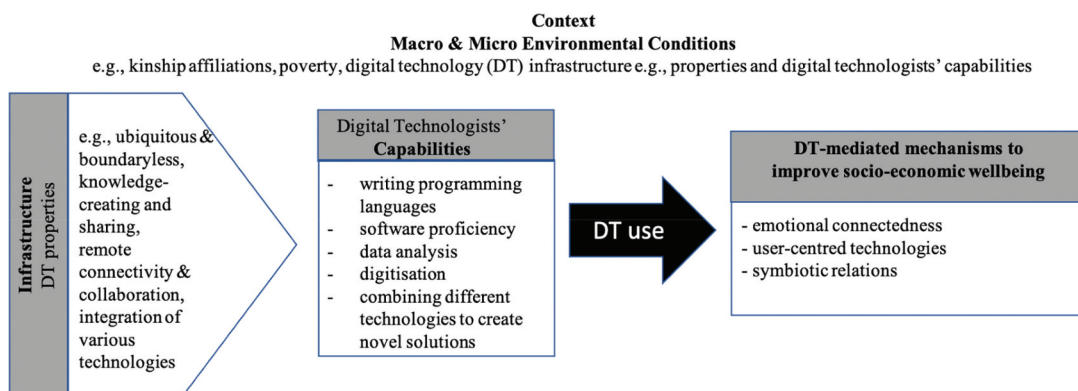 Context
Macro & Micro Environmental Conditions
e.g., kinship affiliations, poverty, digital technology (DT) infrastructure e.g., properties and digital technologists' capabilities
Infrastructure
DT properties
e.g., ubiquitous &
boundaryless,
knowledge-
creating and
sharing,
remote
connectivity &
collaboration,
integration of
various
technologies
Digital Technologists'
Capabilities
- writing programming
languages
- software proficiency
- data analysis
- digitisation
- combining different
technologies to create
novel solutions
DT use
DT-mediated mechanisms to
improve socio-economic wellbeing
- emotional connectedness
- user-centred technologies
- symbiotic relations